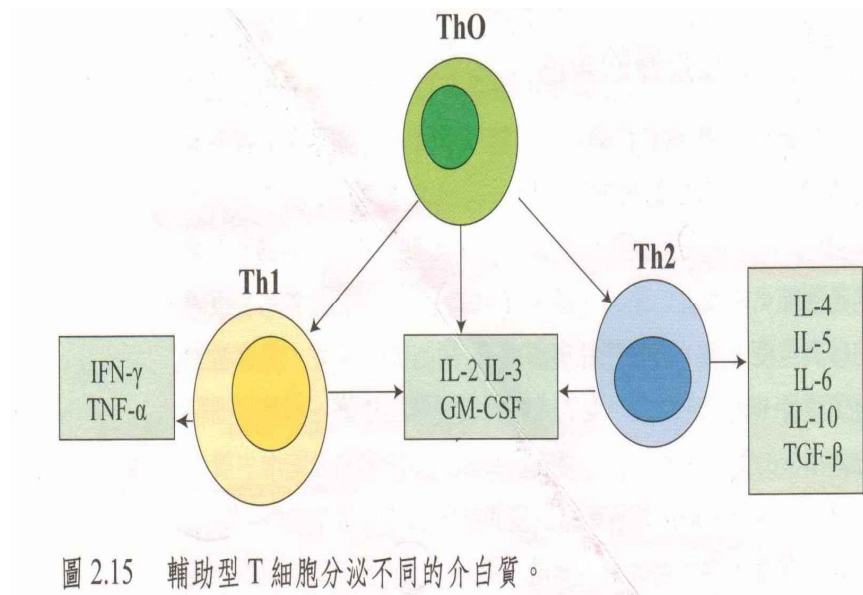 ThO
Th1
Th2
IFN-γ
TNF-α
IL-2 IL-3
GM-CSF
IL-4
IL-5
IL-6
IL-10
TGF-β
圖 2.15 輔助型 T 細胞分泌不同的介白質。